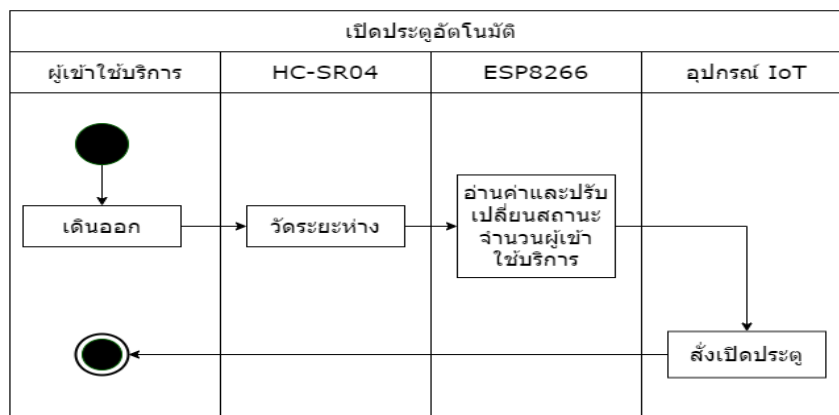 เปิดประตูอัตโนมัติ
ผู้เข้าใช้บริการ
HC-SR04
ESP8266
อุปกรณ์ IoT
เดินออก
วัดระยะห่าง
อ่านค่าและปรับ
เปลี่ยนสถานะ
จำนวนผู้เข้า
ใช้บริการ
สั่งเปิดประตู